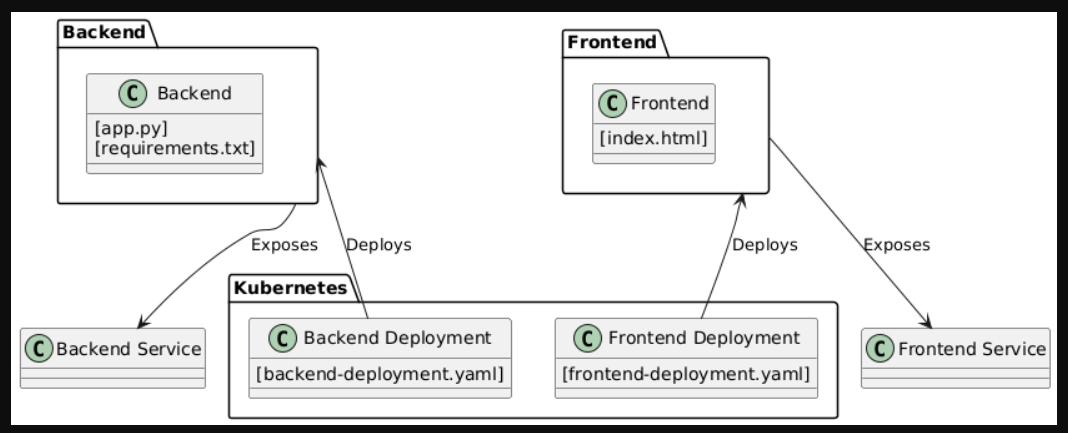 Backend
C Backend
[app.py]
[requirements.txt]
Frontend
C Frontend
[index.html]
Exposes
Deploys
Deploys
Exposes
Kubernetes
C Backend Service
C Backend Deployment
[backend-deployment.yaml]
C Frontend Deployment
[frontend-deployment.yaml]
C Frontend Service